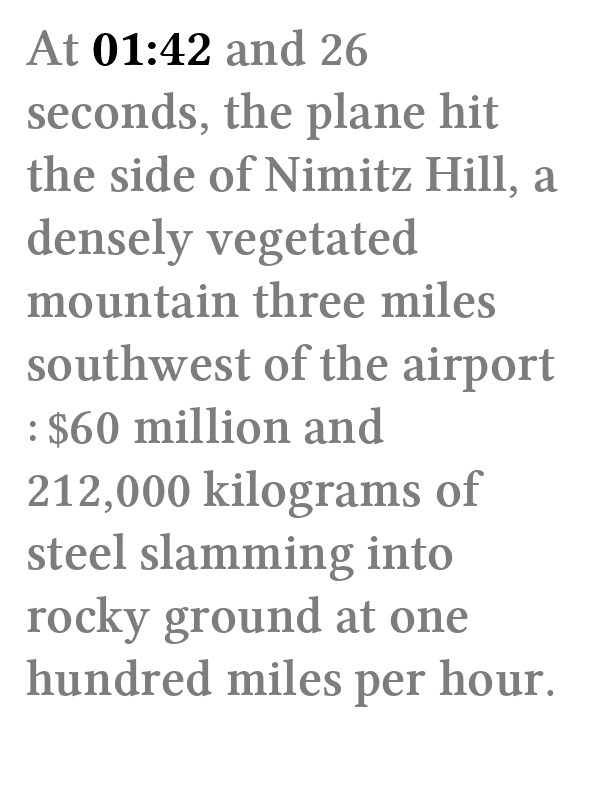 At 01:42 and 26
seconds, the plane hit
the side of Nimitz Hill, a
densely vegetated
mountain three miles
southwest of the airport
: $60 million and
212,000 kilograms of
steel slamming into
rocky ground at one
hundred miles per hour.